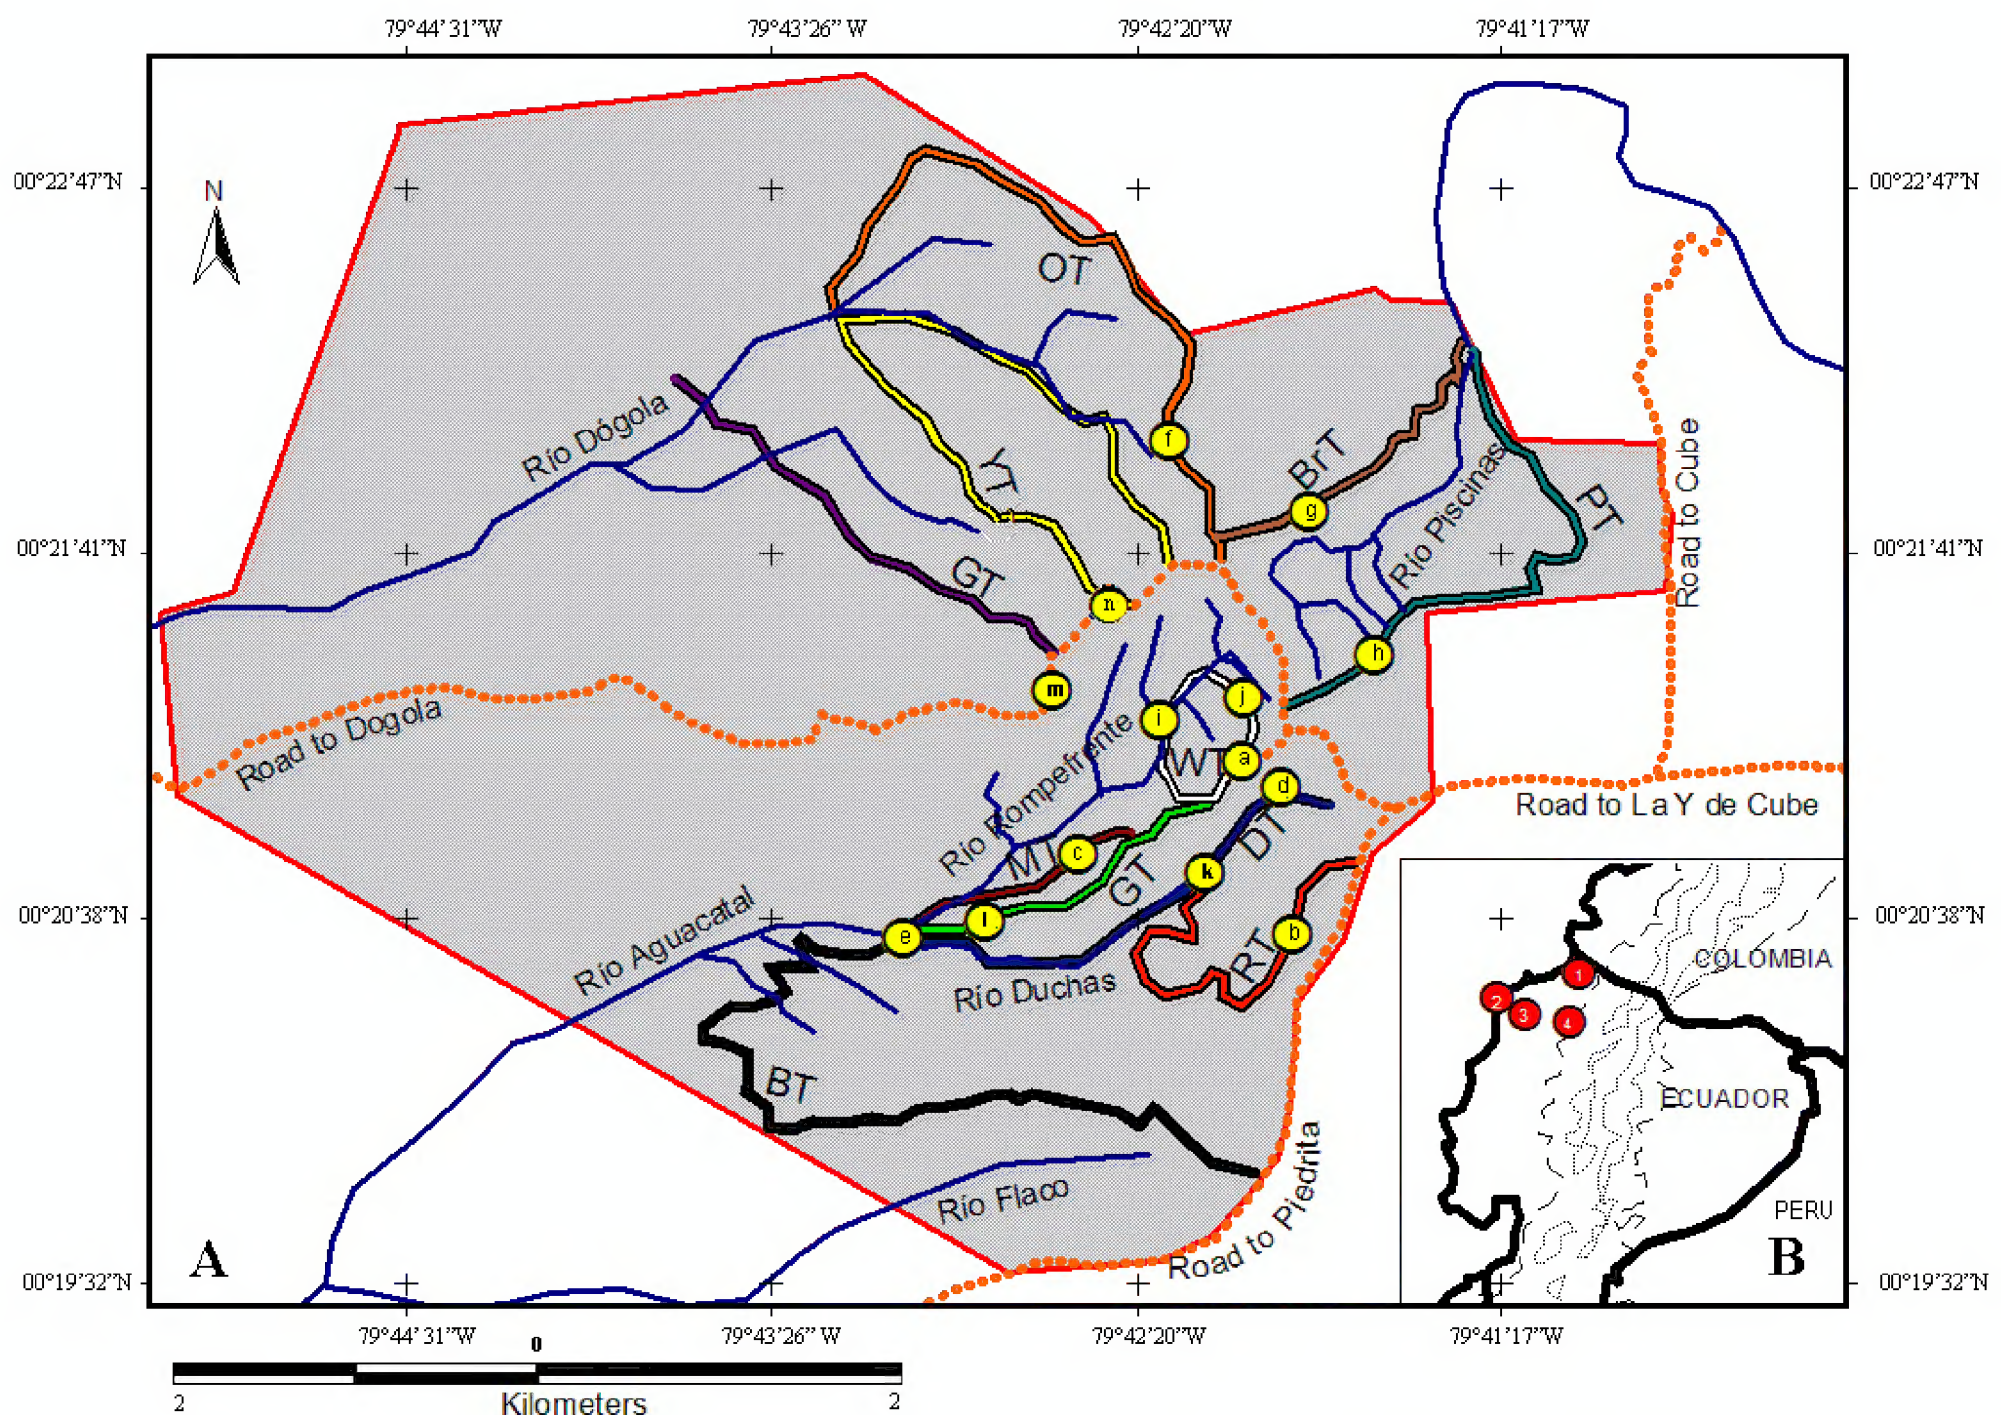 79°44'31"W 79°43'26" W 79°42'20"W 79°41'17"W
00°22'47"N
00°22'47"N
N
OT
Río Dógola
YT
f
BrT
g
Río Piscinas
PT
Road to Cube
Road to Cube
00°21'41"N
00°21'41"N
GT
n
h
m
j
i
WT
a
d
Road to Dogola
Río Rompefrente
Road to La Y de Cube
MT
c
GT
DT
k
00°20'38"N
00°20'38"N
Río Aguacatal
e
l
b
RT
Río Duchas
COLOMBIA
1
2
3
4
BT
ECUADOR
Río Flaco
Road to Piedrita
PERU
A
B
00°19'32"N
00°19'32"N
79°44'31"W 79°43'26" W 79°42'20"W 79°41'17"W
0
2
2
Kilometers